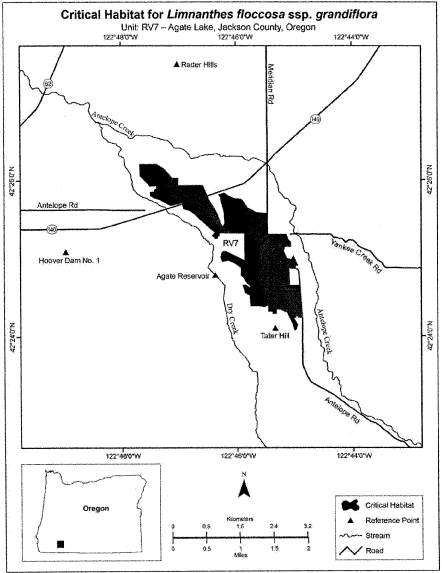 Critical Habitat for Limnanthes floccosa ssp. grandiflora
Unit: RV7 – Agate Lake, Jackson County, Oregon
122°48'0"W
122°46'0"W
122°44'0"W
Rader Hills
Meridian Rd
62
140
Antelope Creek
42°26'0"N
42°26'0"N
Antelope Rd
140
Hoover Dam No. 1
RV7
Yankee Creek Rd
Agate Reservoir
Dry Creek
Antelope Creek
Tater Hill
42°24'0"N
42°24'0"N
Antelope Rd
122°48'0"W
122°46'0"W
122°44'0"W
Oregon
N
Kilometers
0 0.8 1.6 2.4 3.2
0 0.5 1 1.5 2
Miles
Critical Habitat
Reference Point
Stream
Road